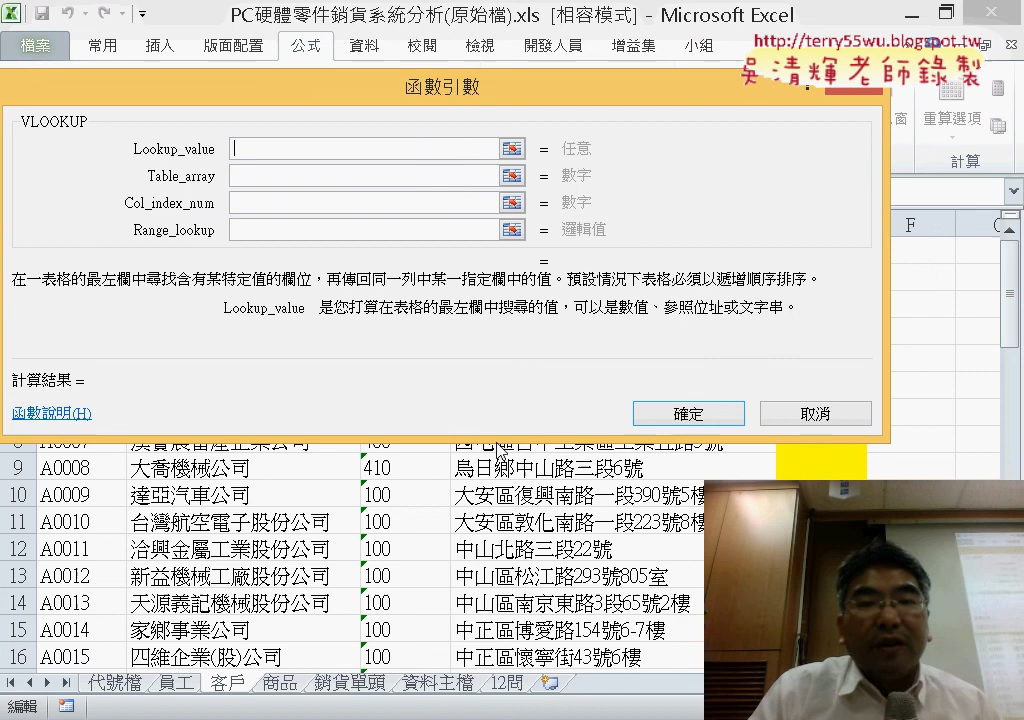 PC硬體零件銷貨系統分析(原始檔).xls [相容模式] - Microsoft Excel
檔案 常用 插入 版面配置 公式 資料 校閱 檢視 開發人員 增益集 小組
http://terry55wu.blogspot.tw
吳清輝老師錄製
函數引數
窗 重算選項
計算
VLOOKUP
Lookup_value = 任意
Table_array = 數字
Col_index_num = 數字
Range_lookup = 邏輯值
=
在一表格的最左欄中尋找含有某特定值的欄位，再傳回同一列中某一指定欄中的值。預設情況下表格必須以遞增順序排序。
Lookup_value 是您打算在表格的最左欄中搜尋的值，可以是數值、參照位址或文字串。
計算結果 =
函數說明(H) 確定 取消
F
9 A0008 大喬機械公司 410 烏日鄉中山路三段6號
10 A0009 達亞汽車公司 100 大安區復興南路一段390號5樓
11 A0010 台灣航空電子股份公司 100 大安區敦化南路一段223號8樓
12 A0011 洽興金屬工業股份公司 100 中山北路三段22號
13 A0012 新益機械工廠股份公司 100 中山區松江路293號805室
14 A0013 天源義記機械股份公司 100 中山區南京東路3段65號2樓
15 A0014 家鄉事業公司 100 中正區博愛路154號6-7樓
16 A0015 四維企業(股)公司 100 中正區懷寧街43號6樓
代號檔 員工 客戶 商品 銷貨單頭 資料主檔 12問
編輯